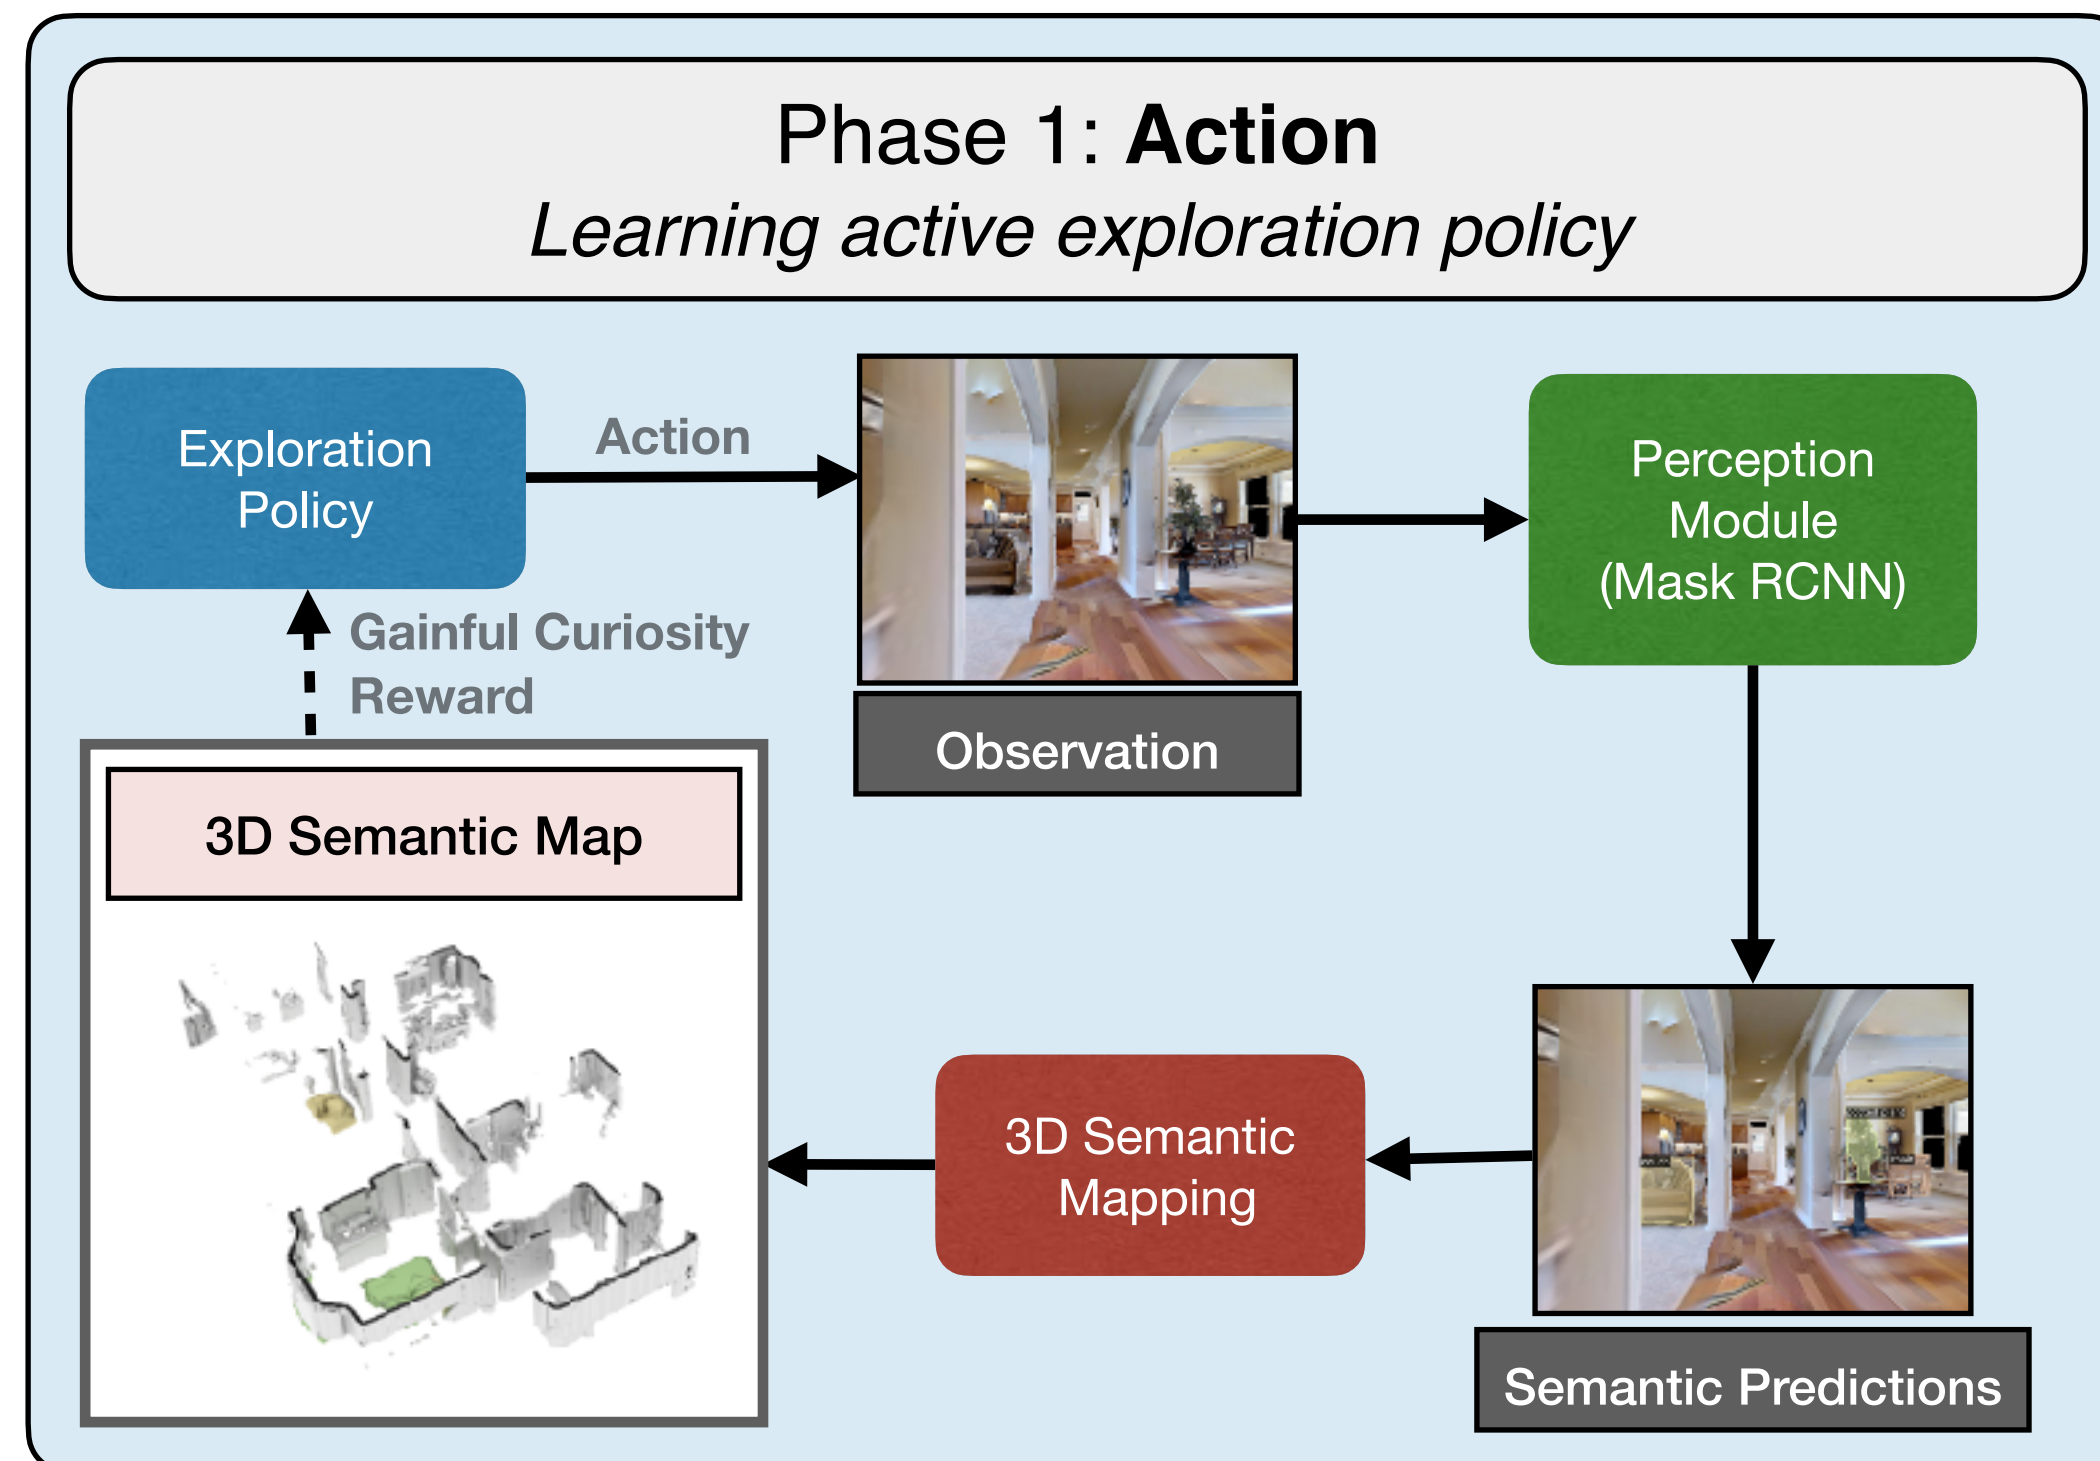 Phase 1: Action
Learning active exploration policy
Exploration
Policy
Action
Perception
Module
(Mask RCNN)
Gainful Curiosity
Reward
Observation
3D Semantic Map
3D Semantic
Mapping
Semantic Predictions